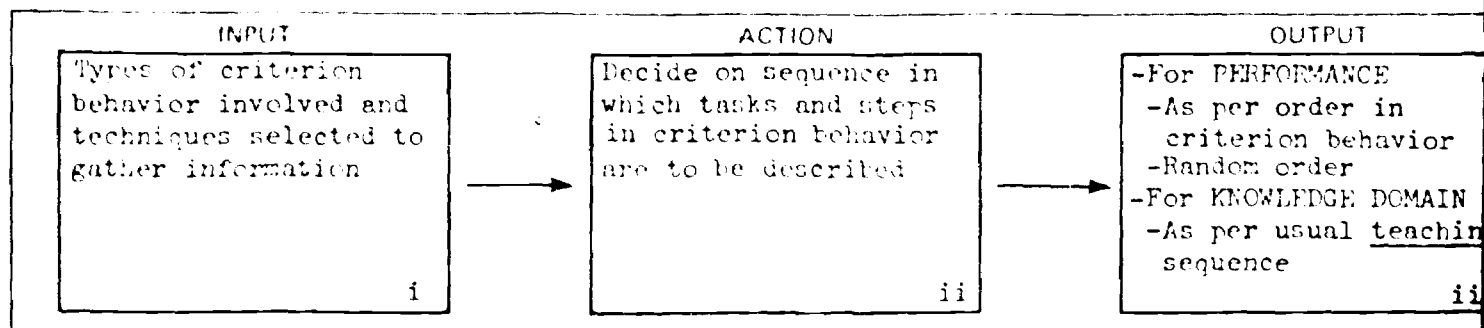 INPUT
Types of criterion
behavior involved and
techniques selected to
gather information
i
ACTION
Decide on sequence in
which tasks and steps
in criterion behavior
are to be described
ii
OUTPUT
-For PERFORMANCE
-As per order in
criterion behavior
-Random order
-For KNOWLEDGE DOMAIN
-As per usual teachin
sequence
ii